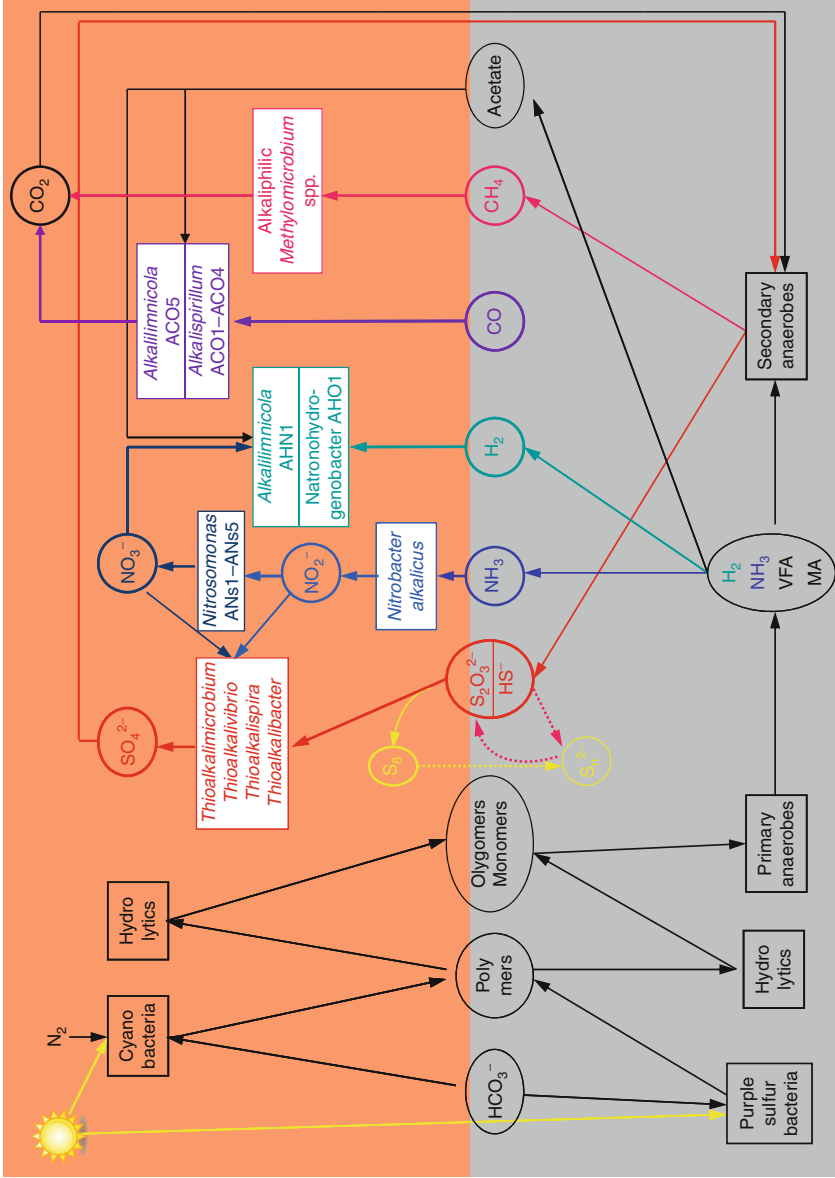 N₂
CO₂
Cyano
bacteria
Hydro
lytics
SO₄²⁻
NO₃⁻
Thioalkalimicrobium
Thioalkalivibrio
Thioalkalispira
Thioalkalibacter
Nitrosomonas
ANs1–ANs5
NO₂⁻
Nitrobacter
alkalicus
Alkalilimnicola
AHN1
Natronohydro-
genobacter AHO1
Alkalilimnicola
ACO5
Alkalispirillum
ACO1–ACO4
Alkaliphilic
Methylomicrobium
spp.
HCO₃⁻
Poly
mers
Olygomers
Monomers
S₈
Sₙ²⁻
S₂O₃²⁻
HS⁻
NH₃
H₂
CO
CH₄
Acetate
Purple
sulfur
bacteria
Hydro
lytics
Primary
anaerobes
H₂
NH₃
VFA
MA
Secondary
anaerobes